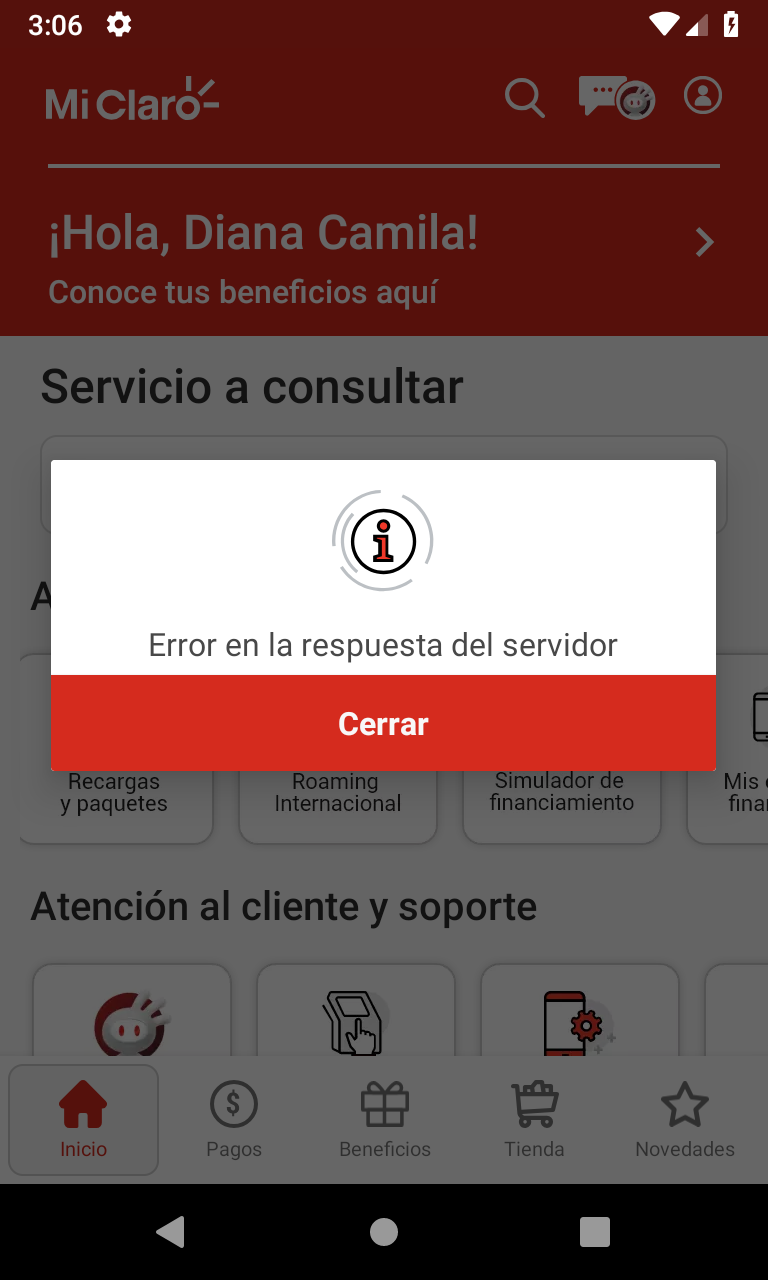 3:06
Mi Claro
¡Hola, Diana Camila!
Conoce tus beneficios aquí
Servicio a consultar
A
Error en la respuesta del servidor
Cerrar
Recargas
y paquetes
Roaming
Internacional
Simulador de
financiamiento
Mis
finan
Atención al cliente y soporte
Inicio
Pagos
Beneficios
Tienda
Novedades